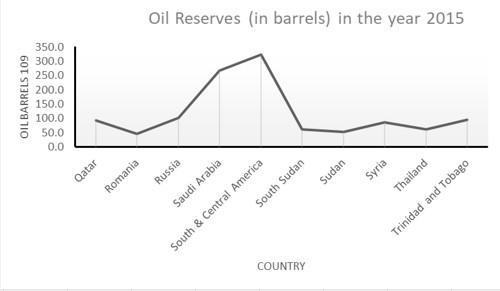 Oil Reserves (in barrels) in the year 2015
350.0
300.0
250.0
200.0
150.0
100.0
50.0
0.0
OILBARRELS 109
Qatar
Romania
Russia
Saudi Arabia
South & Central America
South Sudan
Sudan
Syria
Thailand
Trinidad and Tobago
COUNTRY